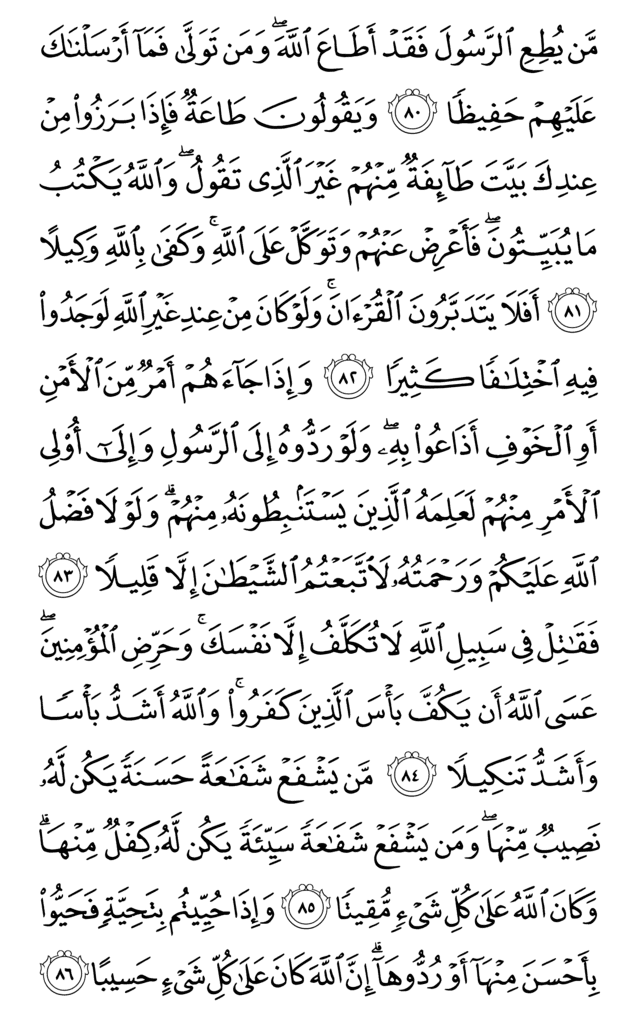 مَّن يُطِعِ ٱلرَّسُولَ فَقَدۡ أَطَاعَ ٱللَّهَۖ وَمَن تَوَلَّىٰ فَمَآ أَرۡسَلۡنَٰكَ
عَلَيۡهِمۡ حَفِيظٗا ٨٠ وَيَقُولُونَ طَاعَةٞ فَإِذَا بَرَزُواْ مِنۡ
عِندِكَ بَيَّتَ طَآئِفَةٞ مِّنۡهُمۡ غَيۡرَ ٱلَّذِي تَقُولُۖ وَٱللَّهُ يَكۡتُبُ
مَا يُبَيِّتُونَۖ فَأَعۡرِضۡ عَنۡهُمۡ وَتَوَكَّلۡ عَلَى ٱللَّهِۚ وَكَفَىٰ بِٱللَّهِ وَكِيلًا
٨١ أَفَلَا يَتَدَبَّرُونَ ٱلۡقُرۡءَانَۚ وَلَوۡ كَانَ مِنۡ عِندِ غَيۡرِ ٱللَّهِ لَوَجَدُواْ
فِيهِ ٱخۡتِلَٰفٗا كَثِيرٗا ٨٢ وَإِذَا جَآءَهُمۡ أَمۡرٞ مِّنَ ٱلۡأَمۡنِ
أَوِ ٱلۡخَوۡفِ أَذَاعُواْ بِهِۦۖ وَلَوۡ رَدُّوهُ إِلَى ٱلرَّسُولِ وَإِلَىٰٓ أُوْلِي
ٱلۡأَمۡرِ مِنۡهُمۡ لَعَلِمَهُ ٱلَّذِينَ يَسۡتَنۢبِطُونَهُۥ مِنۡهُمۡۗ وَلَوۡلَا فَضۡلُ
ٱللَّهِ عَلَيۡكُمۡ وَرَحۡمَتُهُۥ لَٱتَّبَعۡتُمُ ٱلشَّيۡطَٰنَ إِلَّا قَلِيلٗا ٨٣
فَقَٰتِلۡ فِي سَبِيلِ ٱللَّهِ لَا تُكَلَّفُ إِلَّا نَفۡسَكَۚ وَحَرِّضِ ٱلۡمُؤۡمِنِينَۖ
عَسَى ٱللَّهُ أَن يَكُفَّ بَأۡسَ ٱلَّذِينَ كَفَرُواْۚ وَٱللَّهُ أَشَدُّ بَأۡسٗا
وَأَشَدُّ تَنكِيلٗا ٨٤ مَّن يَشۡفَعۡ شَفَٰعَةً حَسَنَةٗ يَكُن لَّهُۥ
نَصِيبٞ مِّنۡهَاۖ وَمَن يَشۡفَعۡ شَفَٰعَةٗ سَيِّئَةٗ يَكُن لَّهُۥ كِفۡلٞ مِّنۡهَاۗ
وَكَانَ ٱللَّهُ عَلَىٰ كُلِّ شَيۡءٖ مُّقِيتٗا ٨٥ وَإِذَا حُيِّيتُم بِتَحِيَّةٖ فَحَيُّواْ
بِأَحۡسَنَ مِنۡهَآ أَوۡ رُدُّوهَآۗ إِنَّ ٱللَّهَ كَانَ عَلَىٰ كُلِّ شَيۡءٍ حَسِيبًا ٨٦